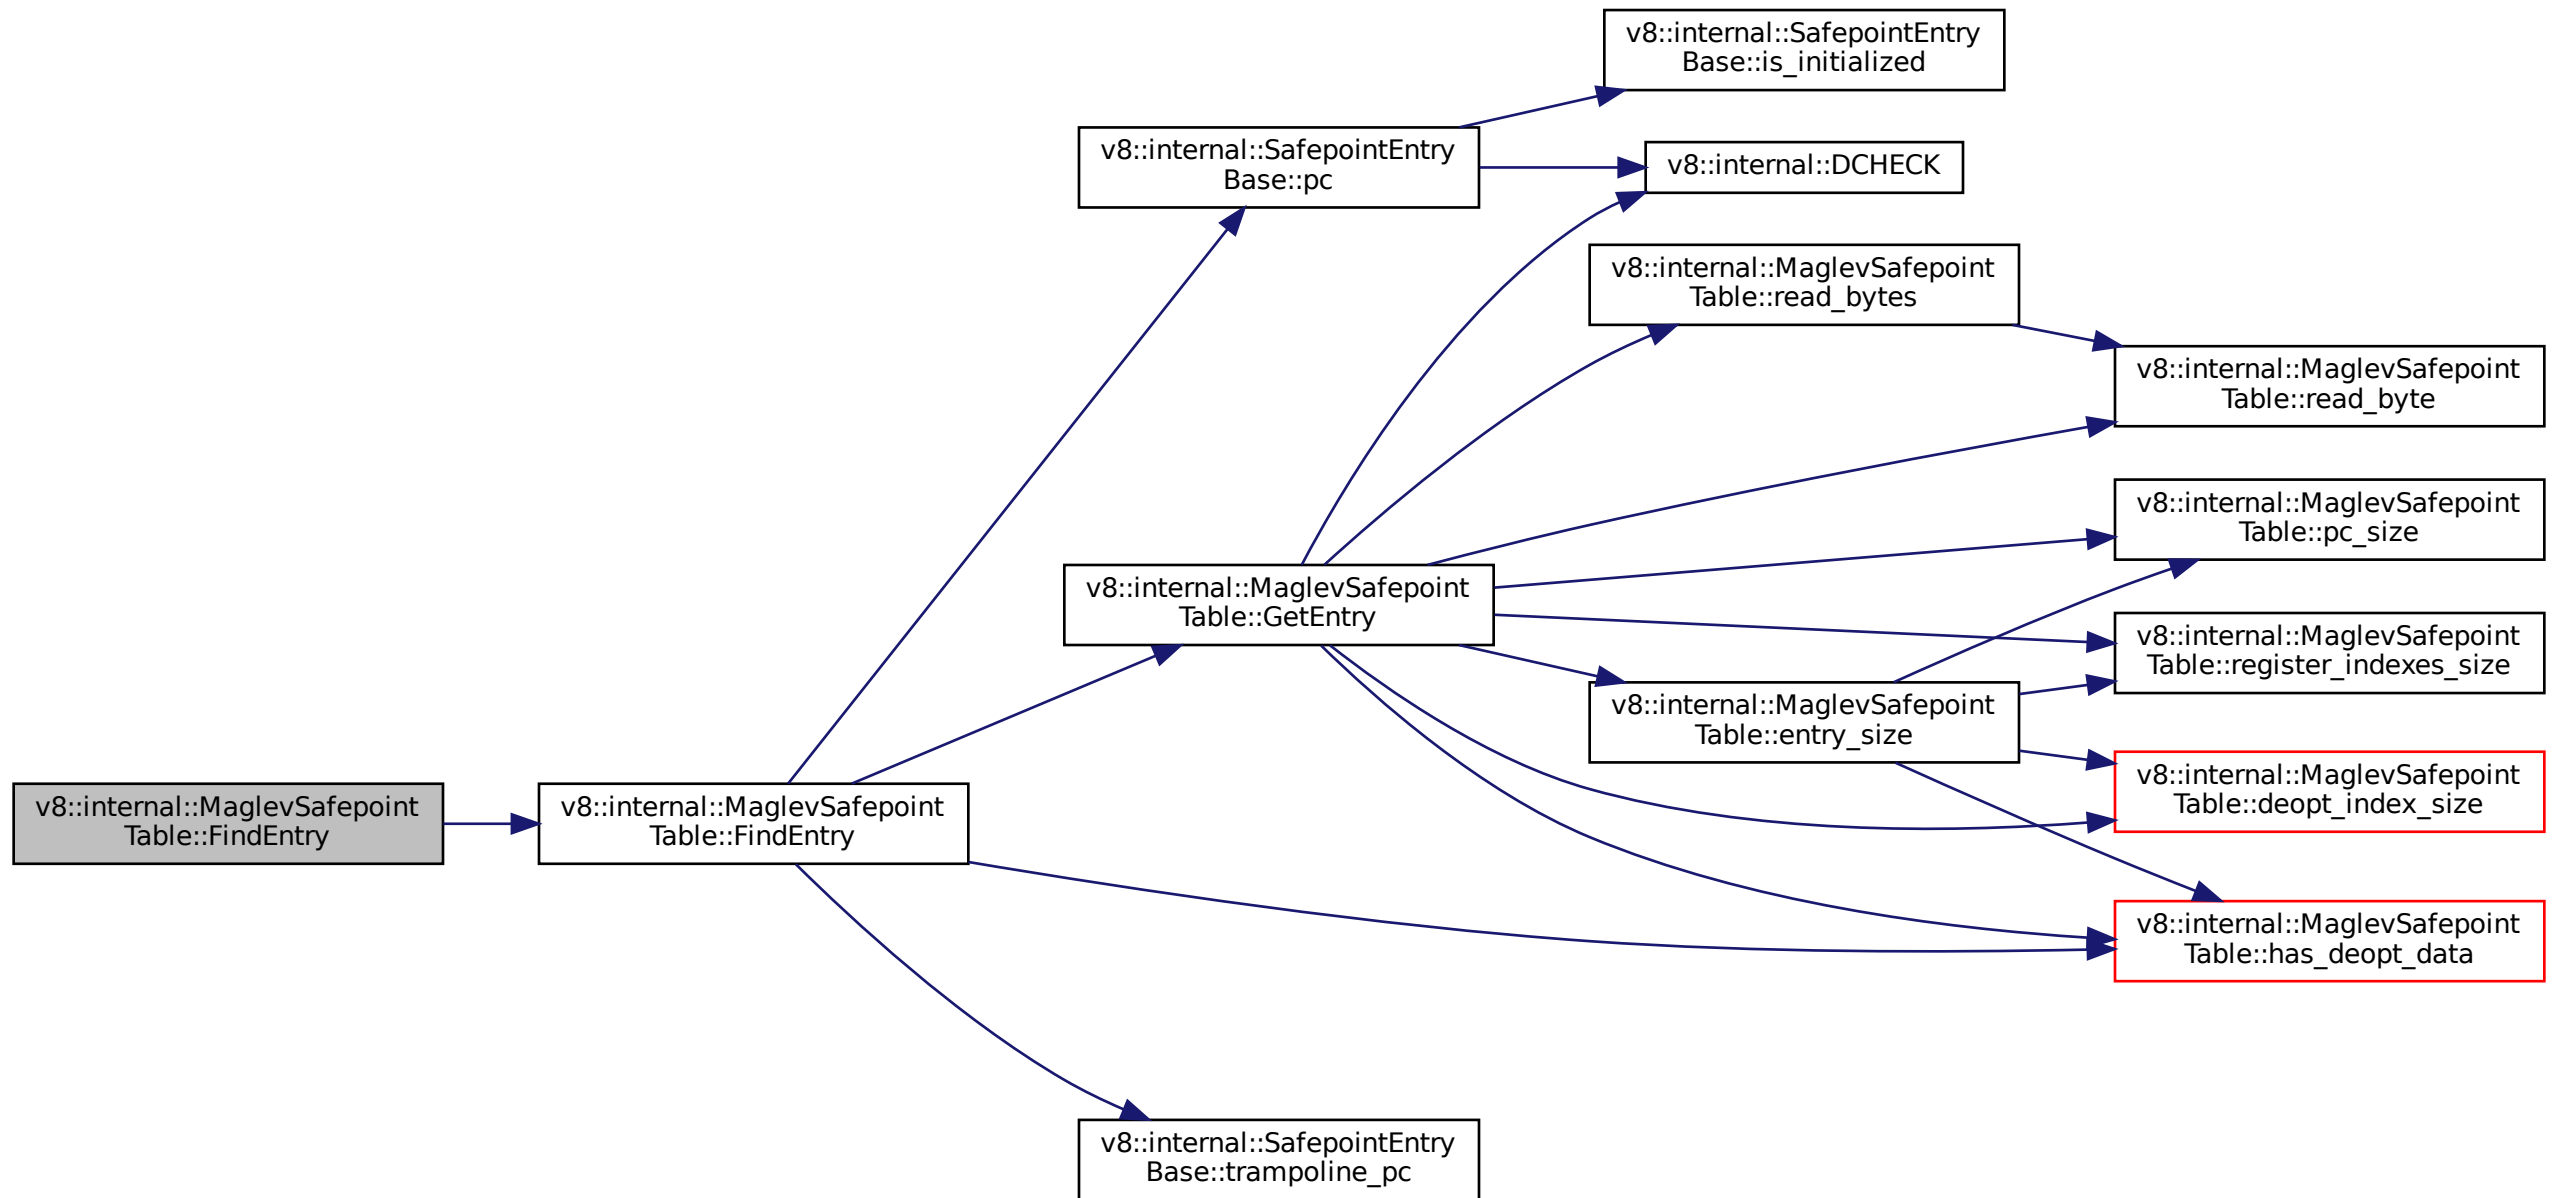 v8::internal::SafepointEntry
Base::is_initialized
v8::internal::SafepointEntry
Base::pc
v8::internal::DCHECK
v8::internal::MaglevSafepoint
Table::read_bytes
v8::internal::MaglevSafepoint
Table::read_byte
v8::internal::MaglevSafepoint
Table::pc_size
v8::internal::MaglevSafepoint
Table::GetEntry
v8::internal::MaglevSafepoint
Table::register_indexes_size
v8::internal::MaglevSafepoint
Table::entry_size
v8::internal::MaglevSafepoint
Table::deopt_index_size
v8::internal::MaglevSafepoint
Table::FindEntry
v8::internal::MaglevSafepoint
Table::FindEntry
v8::internal::MaglevSafepoint
Table::has_deopt_data
v8::internal::SafepointEntry
Base::trampoline_pc